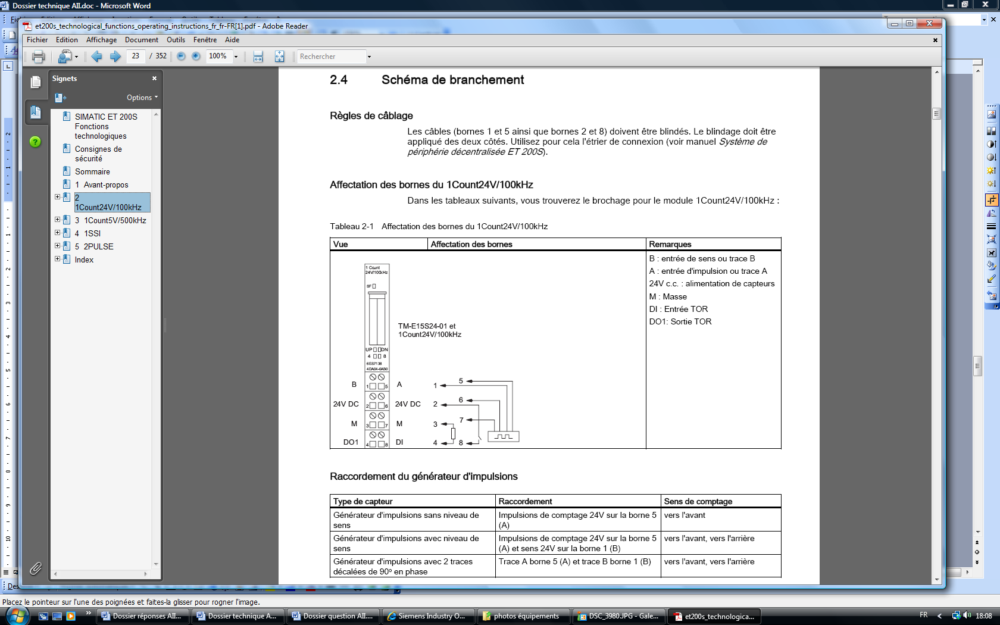 Dossier technique AII.doc - Microsoft Word
et200s_technological_functions_operating_instructions_fr_fr-FR[1].pdf - Adobe Reader
Fichier Edition Affichage Document Outils Fenêtre Aide
23 / 352 100% Rechercher
Signets
Options
SIMATIC ET 200S
Fonctions
technologiques
Consignes de
sécurité
Sommaire
1 Avant-propos
2
1Count24V/100kHz
3 1Count5V/500kHz
4 1SSI
5 2PULSE
Index
2.4 Schéma de branchement
Règles de câblage
Les câbles (bornes 1 et 5 ainsi que bornes 2 et 8) doivent être blindés. Le blindage doit être
appliqué des deux côtés. Utilisez pour cela l'étrier de connexion (voir manuel Système de
périphérie décentralisée ET 200S).
Affectation des bornes du 1Count24V/100kHz
Dans les tableaux suivants, vous trouverez le brochage pour le module 1Count24V/100kHz :
Tableau 2-1 Affectation des bornes du 1Count24V/100kHz
Vue Affectation des bornes Remarques
B : entrée de sens ou trace B
A : entrée d'impulsion ou trace A
24V c.c. : alimentation de capteurs
M : Masse
DI : Entrée TOR
DO1: Sortie TOR
1 Count
24V/100kHz
SF
TM-E15S24-01 et
1Count24V/100kHz
UP DN
4 8
6ES7138
4DA04-0AB0
B 1 5 A 1 5
24V DC 2 6 24V DC 2 6
M 3 7 M 3 7
DO1 4 8 DI 4 8
Raccordement du générateur d'impulsions
Type de capteur Raccordement Sens de comptage
Générateur d'impulsions sans niveau de Impulsions de comptage 24V sur la borne 5 vers l'avant
sens (A)
Générateur d'impulsions avec niveau de Impulsions de comptage 24V sur la borne 5 vers l'avant, vers l'arrière
sens (A) et sens 24V sur la borne 1 (B)
Générateur d'impulsions avec 2 traces Trace A borne 5 (A) et trace B borne 1 (B) vers l'avant, vers l'arrière
décalées de 90º en phase
Placez le pointeur sur l'une des poignées et faites-la glisser pour rogner l'image.
Dossier réponses AII... Dossier technique A... Dossier question AII.... Siemens Industry O... photos équipements DSC_3980.JPG - Gale... et200s_technologica... FR 18:08